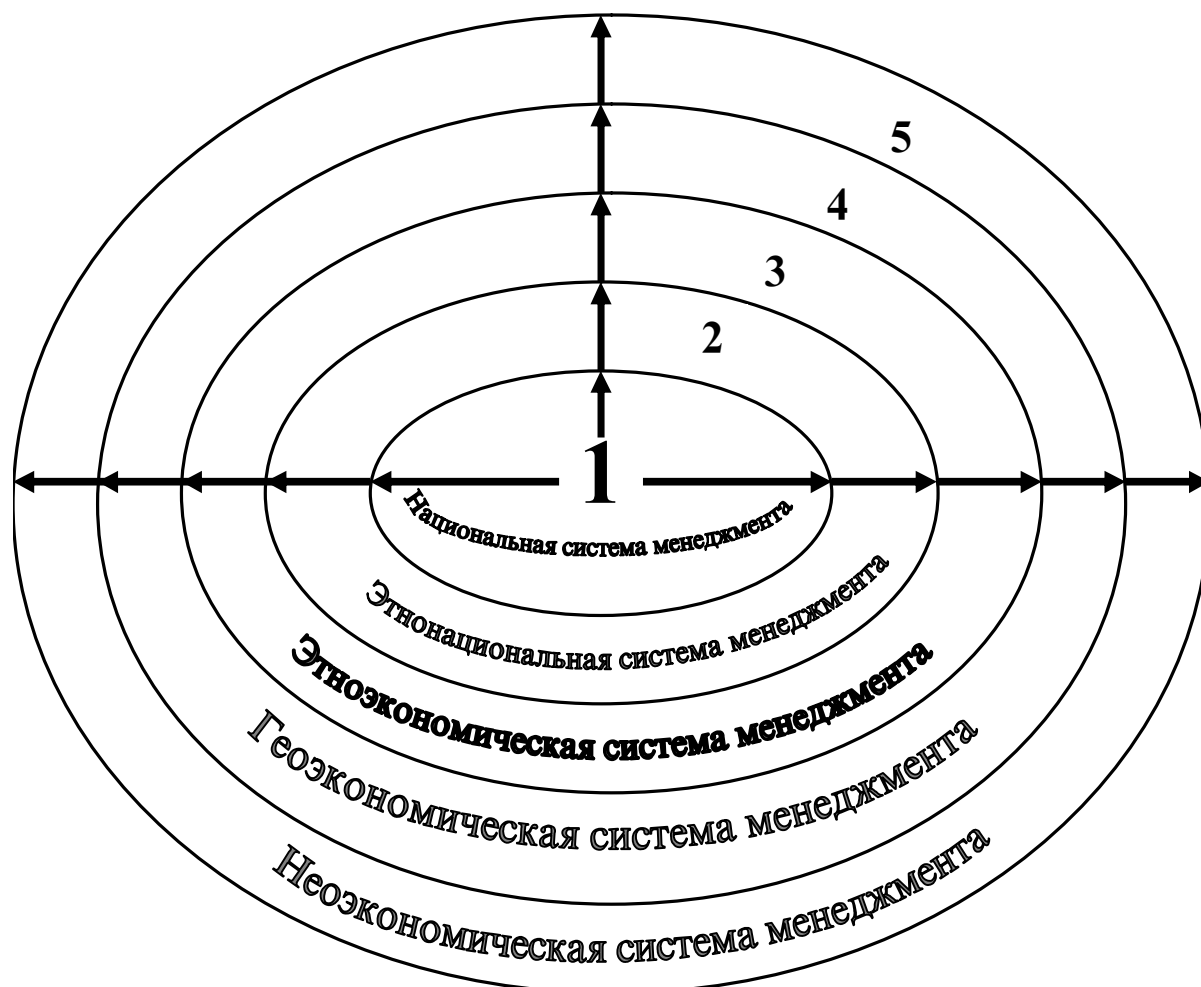 5
4
3
2
1
Национальная система менеджмента
Этнонациональная система менеджмента
Этноэкономическая система менеджмента
Геоэкономическая система менеджмента
Неоэкономическая система менеджмента